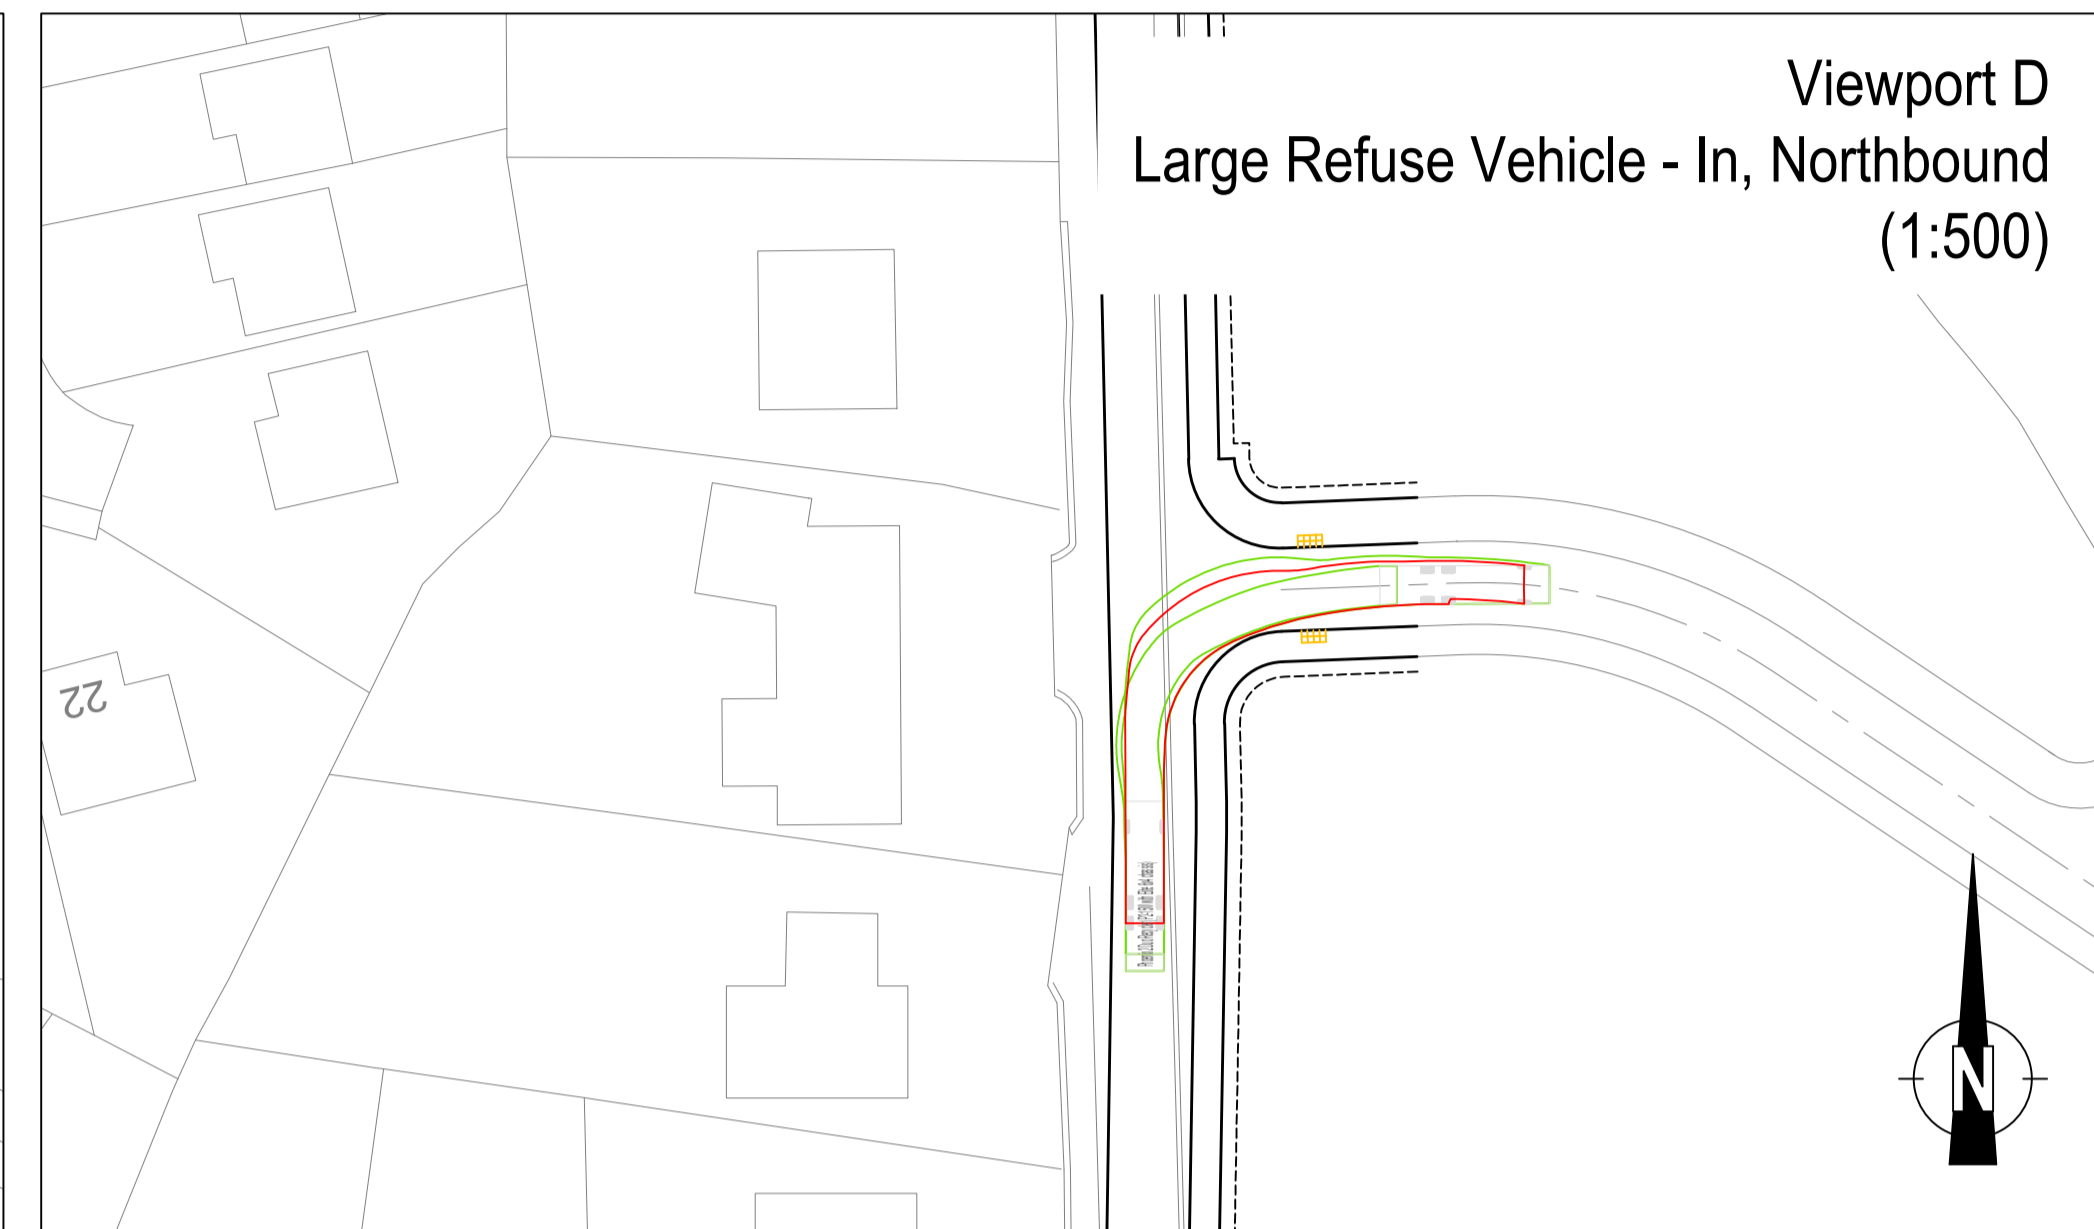 Viewport D
Large Refuse Vehicle - In, Northbound
(1:500)
22
N